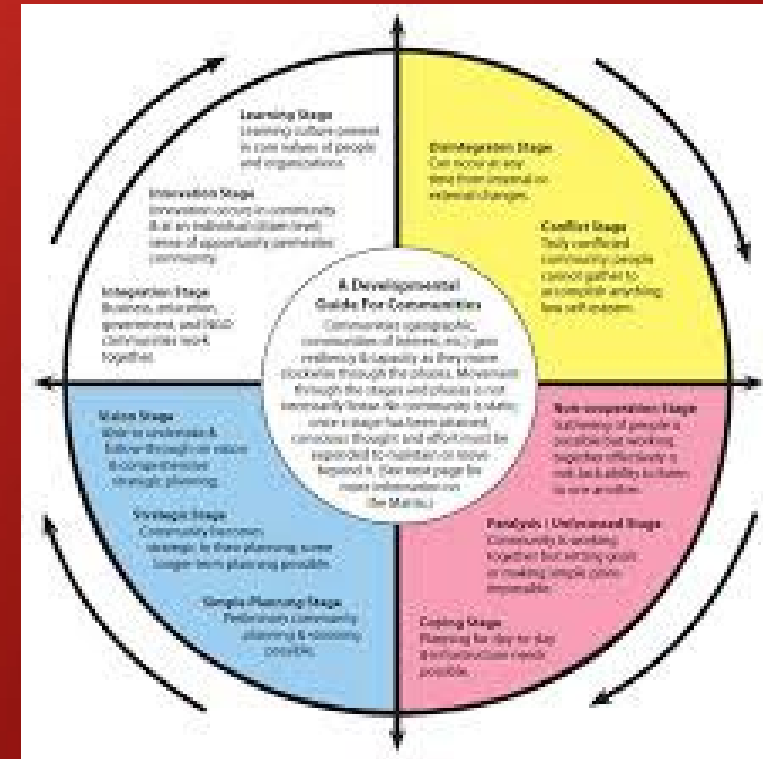 Learning Stage
Learning culture present
in core values of people
and organizations.
Innovation Stage
Innovation occurs in community
& at an individual citizen level;
sense of opportunity permeates
community.
Integration Stage
Business, education,
government, and NGO
communities work
together.
Disintegration Stage
Can occur at any
time from internal or
external changes.
Conflict Stage
Truly conflicted
community; people
cannot gather to
accomplish anything;
low self-esteem.
A Developmental
Guide For Communities
Communities (geographic,
communities of interest, etc.) gain
resiliency & capacity as they move
clockwise through the phases. Movement
through the stages and phases is not
necessarily linear. No community is static;
once a stage has been attained,
conscious thought and effort must be
expended to maintain or move
beyond it. (See next page for
more information on
the Matrix.)
Non-cooperation Stage
Gathering of people is
possible but working
together effectively is
not; lack ability to listen
to one another.
Paralysis / Unfocused Stage
Community is working
together but setting goals
or making simple plans
impossible.
Coping Stage
Planning for day-to-day
& infrastructure needs
possible.
Vision Stage
Able to undertake &
follow-through on vision
& comprehensive
strategic planning.
Strategic Stage
Community becomes
strategic in their planning; some
longer term planning possible.
Simple Planning Stage
Preliminary community
planning & visioning
possible.